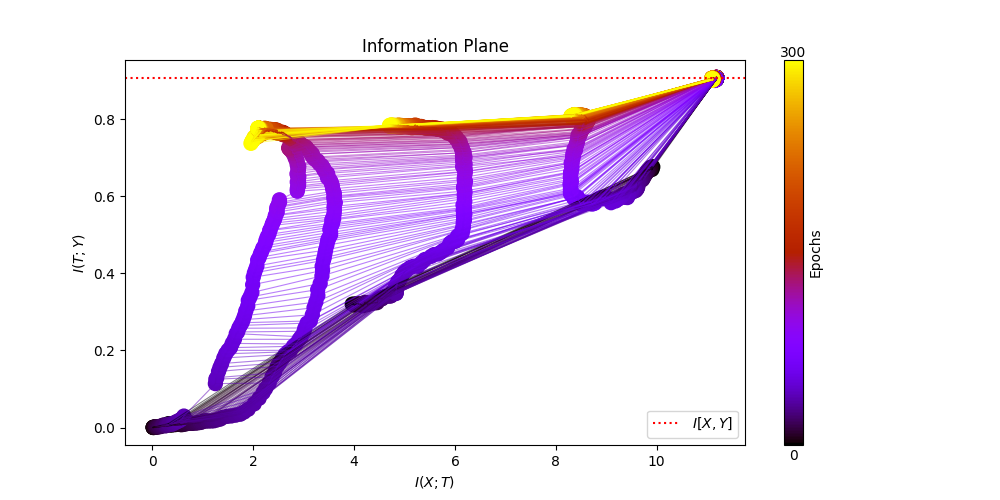 Information Plane
300
0.8
0.6
0.4
0.2
0.0
I(T; Y)
Epochs
I[X, Y]
0
0 2 4 6 8 10
I(X; T)